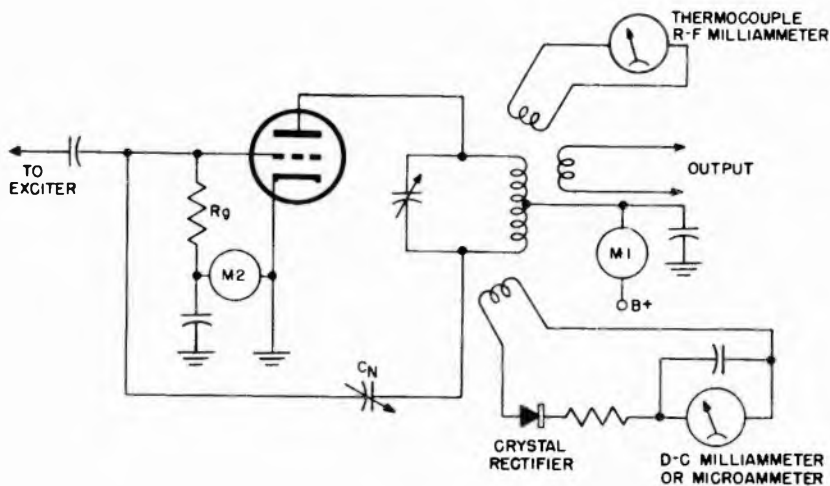 THERMOCOUPLE
R-F MILLIAMMETER
TO
EXCITER
Rg
M2
OUTPUT
M1
B+
CN
CRYSTAL
RECTIFIER
D-C MILLIAMMETER
OR MICROAMMETER